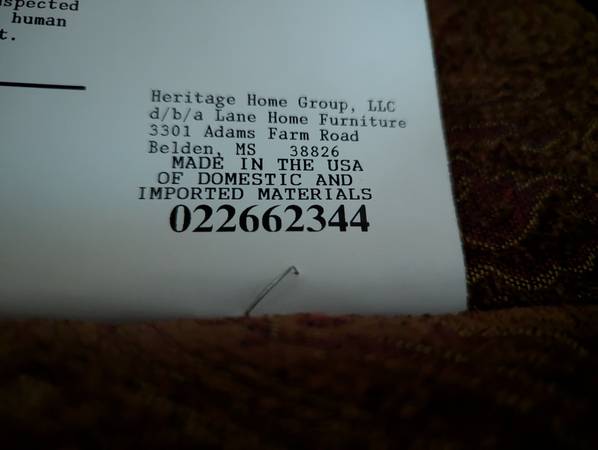 spected
human
t.
Heritage Home Group, LLC
d/b/a Lane Home Furniture
3301 Adams Farm Road
Belden, MS 38826
MADE IN THE USA
OF DOMESTIC AND
IMPORTED MATERIALS
022662344